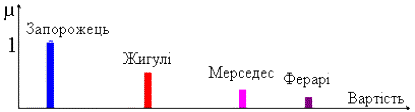 μ
Запорожець
1
Жигулі
Мерседес
Ферарі
Вартість